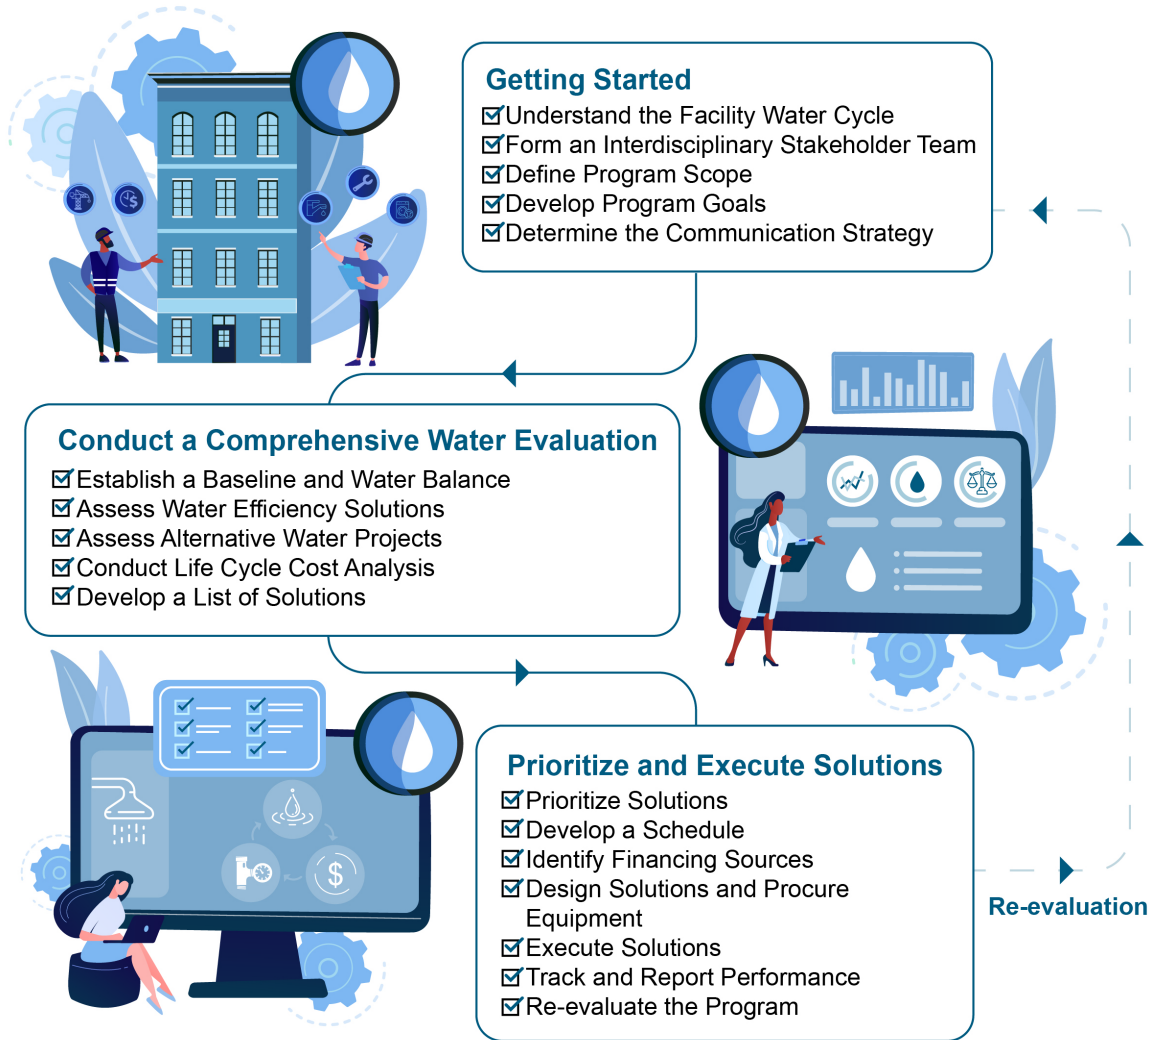 Getting Started
Understand the Facility Water Cycle
Form an Interdisciplinary Stakeholder Team
Define Program Scope
Develop Program Goals
Determine the Communication Strategy
Conduct a Comprehensive Water Evaluation
Establish a Baseline and Water Balance
Assess Water Efficiency Solutions
Assess Alternative Water Projects
Conduct Life Cycle Cost Analysis
Develop a List of Solutions
Prioritize and Execute Solutions
Prioritize Solutions
Develop a Schedule
Identify Financing Sources
Design Solutions and Procure
Equipment
Execute Solutions
Track and Report Performance
Re-evaluate the Program
Re-evaluation
$
$